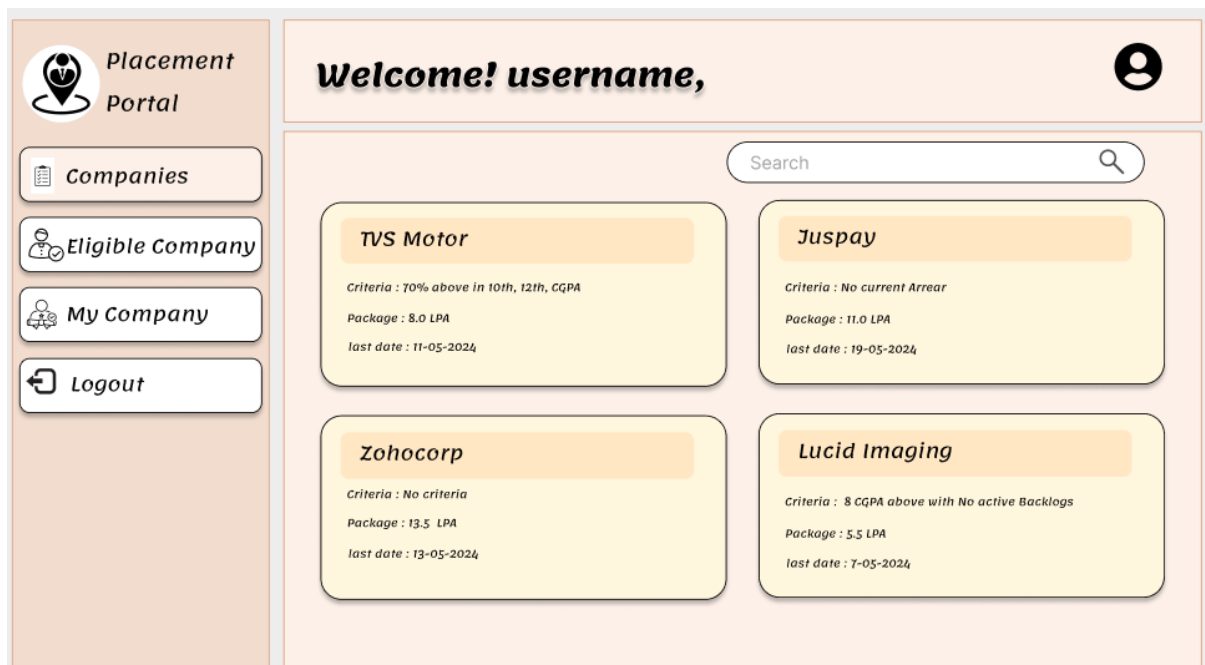 Placement
Portal
Companies
Eligible Company
My Company
Logout
Welcome! username,
Search
TVS Motor
Criteria : 70% above in 10th, 12th, CGPA
Package : 8.0 LPA
last date : 11-05-2024
Juspay
Criteria : No current Arrear
Package : 11.0 LPA
last date : 19-05-2024
Zohocorp
Criteria : No criteria
Package : 13.5 LPA
last date : 13-05-2024
Lucid Imaging
Criteria : 8 CGPA above with No active Backlogs
Package : 5.5 LPA
last date : 7-05-2024